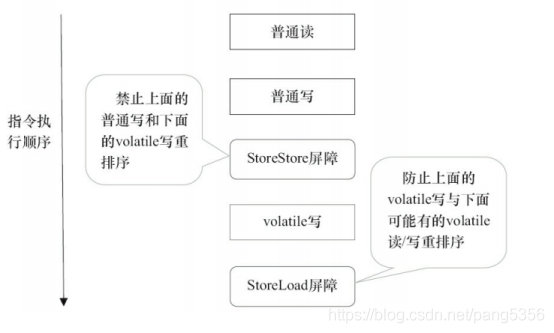 普通读
普通写
指令执
行顺序
禁止上面的
普通写和下面
的volatile写重
排序
StoreStore屏障
防止上面的
volatile写与下面
可能有的volatile
读/写重排序
volatile写
StoreLoad屏障
https://blog.csdn.net/pang5356